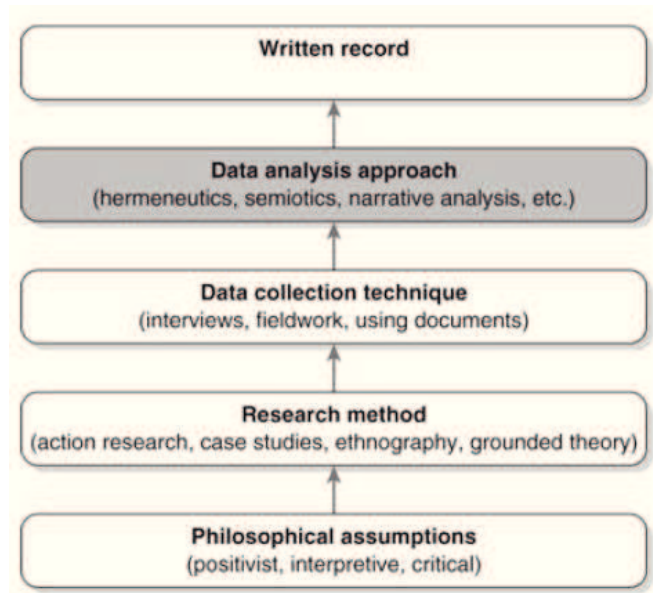 Written record
Data analysis approach
(hermeneutics, semiotics, narrative analysis, etc.)
Data collection technique
(interviews, fieldwork, using documents)
Research method
(action research, case studies, ethnography, grounded theory)
Philosophical assumptions
(positivist, interpretive, critical)